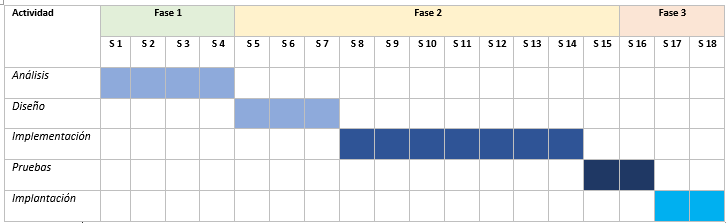 Actividad Fase 1 Fase 2 Fase 3
S 1 S 2 S 3 S 4 S 5 S 6 S 7 S 8 S 9 S 10 S 11 S 12 S 13 S 14 S 15 S 16 S 17 S 18
Análisis
Diseño
Implementación
Pruebas
Implantación